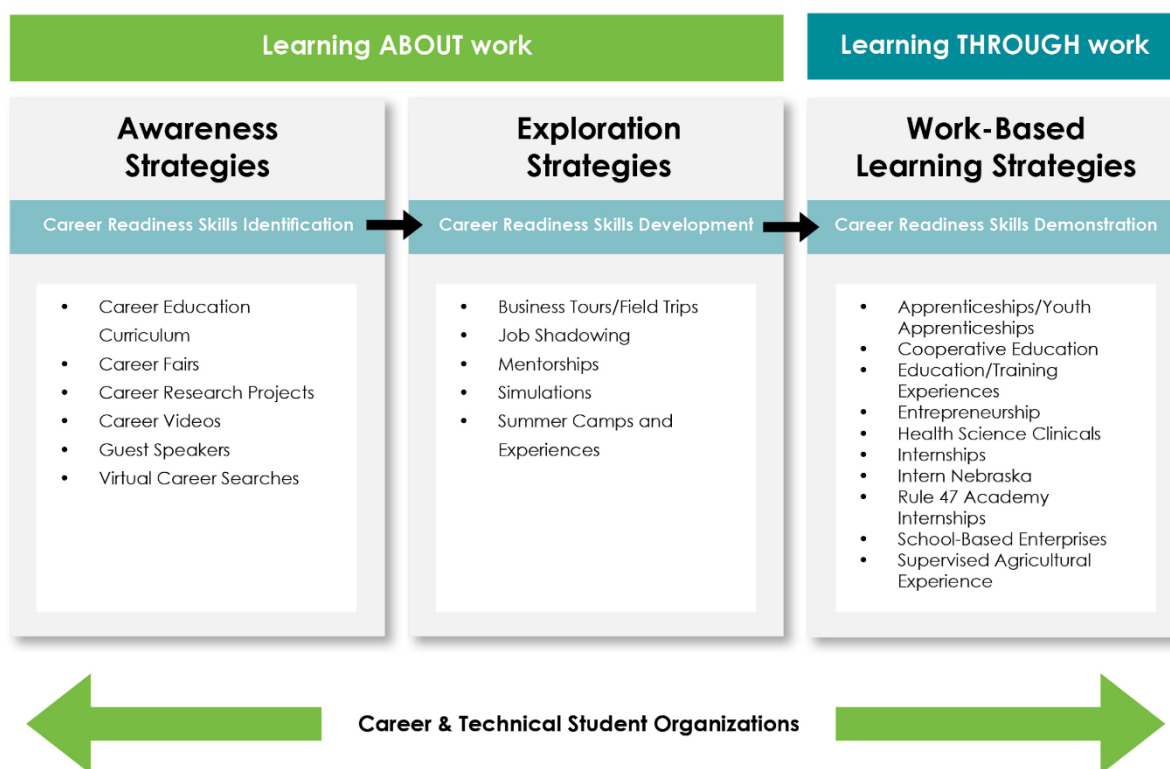 Learning ABOUT work
Learning THROUGH work
Awareness
Strategies
Career Readiness Skills Identification
• Career Education
Curriculum
• Career Fairs
• Career Research Projects
• Career Videos
• Guest Speakers
• Virtual Career Searches
Exploration
Strategies
Career Readiness Skills Development
• Business Tours/Field Trips
• Job Shadowing
• Mentorships
• Simulations
• Summer Camps and
Experiences
Work-Based
Learning Strategies
Career Readiness Skills Demonstration
• Apprenticeships/Youth
Apprenticeships
• Cooperative Education
• Education/Training
Experiences
• Entrepreneurship
• Health Science Clinicals
• Internships
• Intern Nebraska
• Rule 47 Academy
Internships
• School-Based Enterprises
• Supervised Agricultural
Experience
Career & Technical Student Organizations